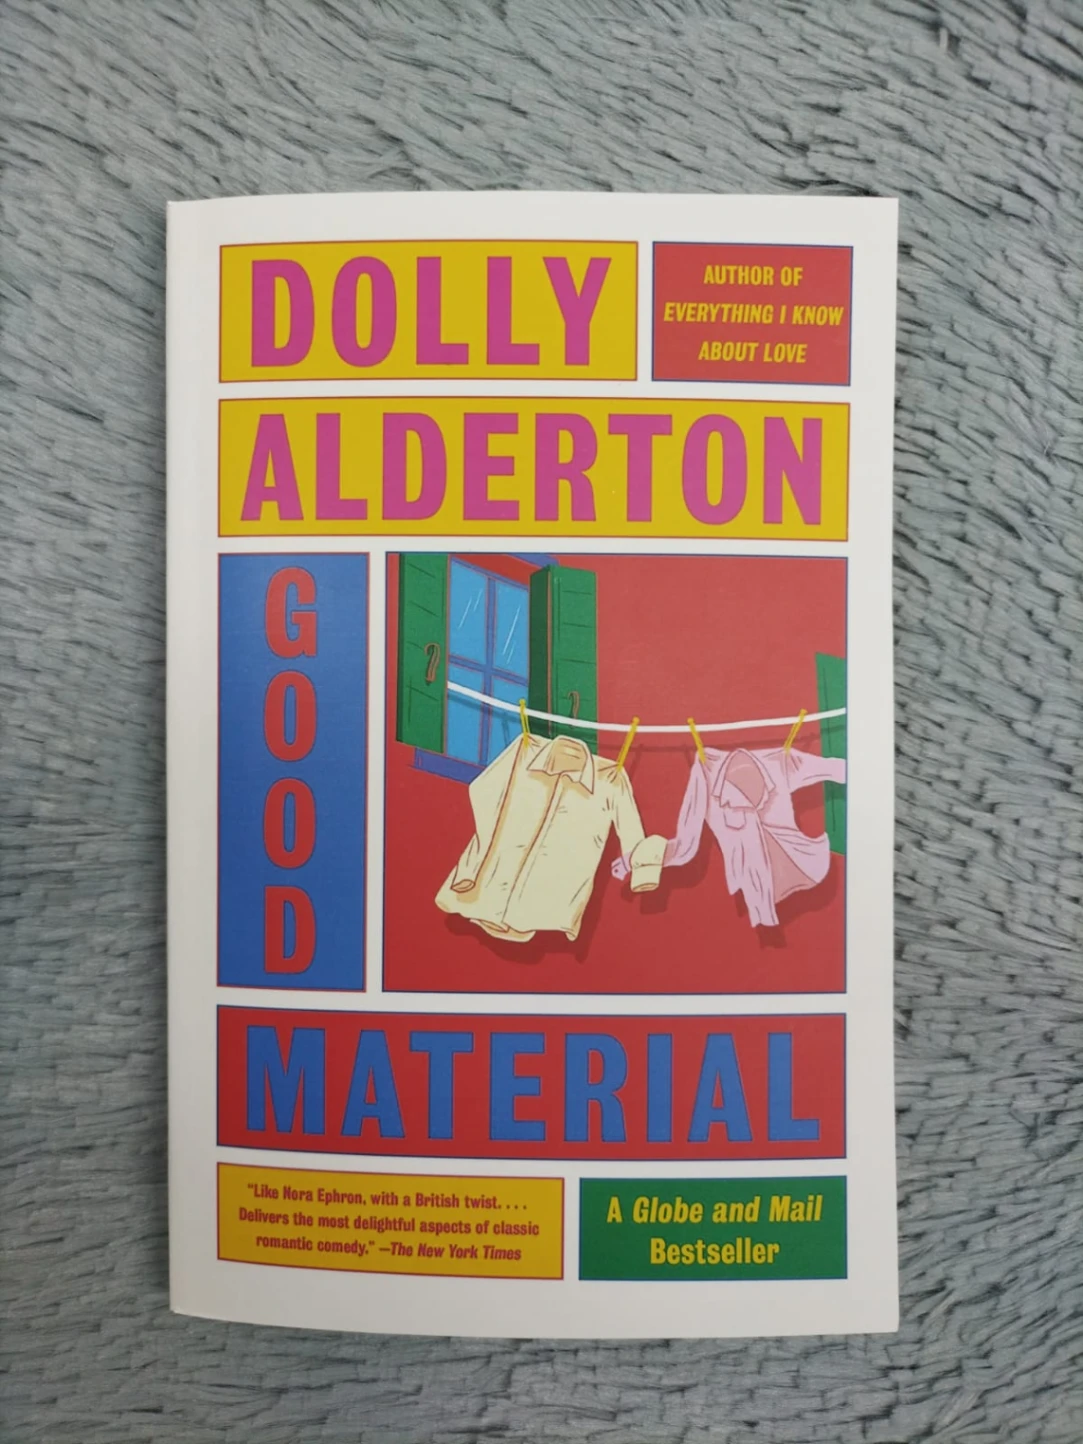 DOLLY
AUTHOR OF
EVERYTHING I KNOW
ABOUT LOVE
ALDERTON
GOOD
MATERIAL
“Like Nora Ephron, with a British twist. . . .
Delivers the most delightful aspects of classic
romantic comedy.” —The New York Times
A Globe and Mail
Bestseller